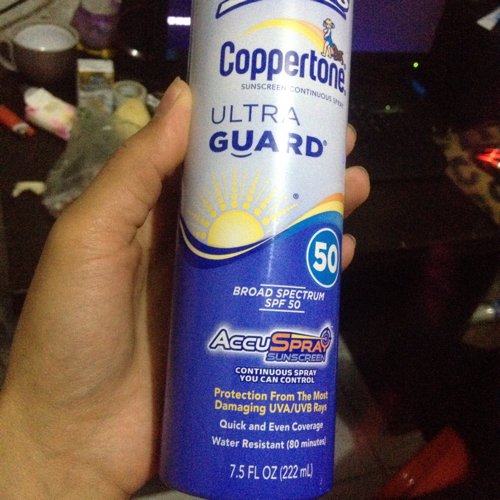 Coppertone
SUNSCREEN CONTINUOUS SPRAY
ULTRA
GUARD®
®
50
BROAD SPECTRUM
SPF 50
ACCUSPRAY
SUNSCREEN
CONTINUOUS SPRAY
YOU CAN CONTROL
Protection From The Most
Damaging UVA/UVB Rays
Quick and Even Coverage
Water Resistant (80 minutes)
7.5 FL OZ (222 mL)